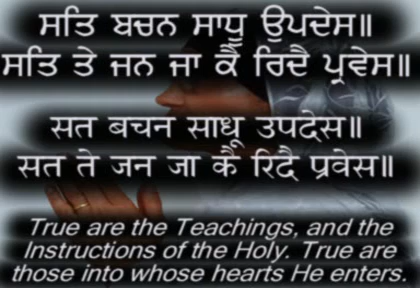 ਸਤਿ ਬਚਨ ਸਾਧੂ ਉਪਦੇਸ॥
ਸਤਿ ਤੇ ਜਨ ਜਾ ਕੈ ਰਿਦੈ ਪ੍ਰਵੇਸ॥
सत बचन साधू उपदेस॥
सत ते जन जा कै रिदै प्रवेस॥
True are the Teachings, and the
Instructions of the Holy. True are
those into whose hearts He enters.